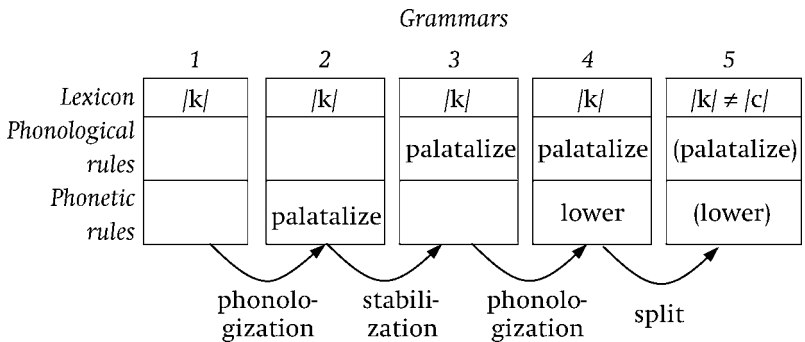 Grammars
1 2 3 4 5
Lexicon /k/ /k/ /k/ /k/ /k/ ≠ /c/
Phonological
rules
palatalize palatalize (palatalize)
Phonetic
rules
palatalize lower (lower)
phonolo-
gization
stabili-
zation
phonolo-
gization
split